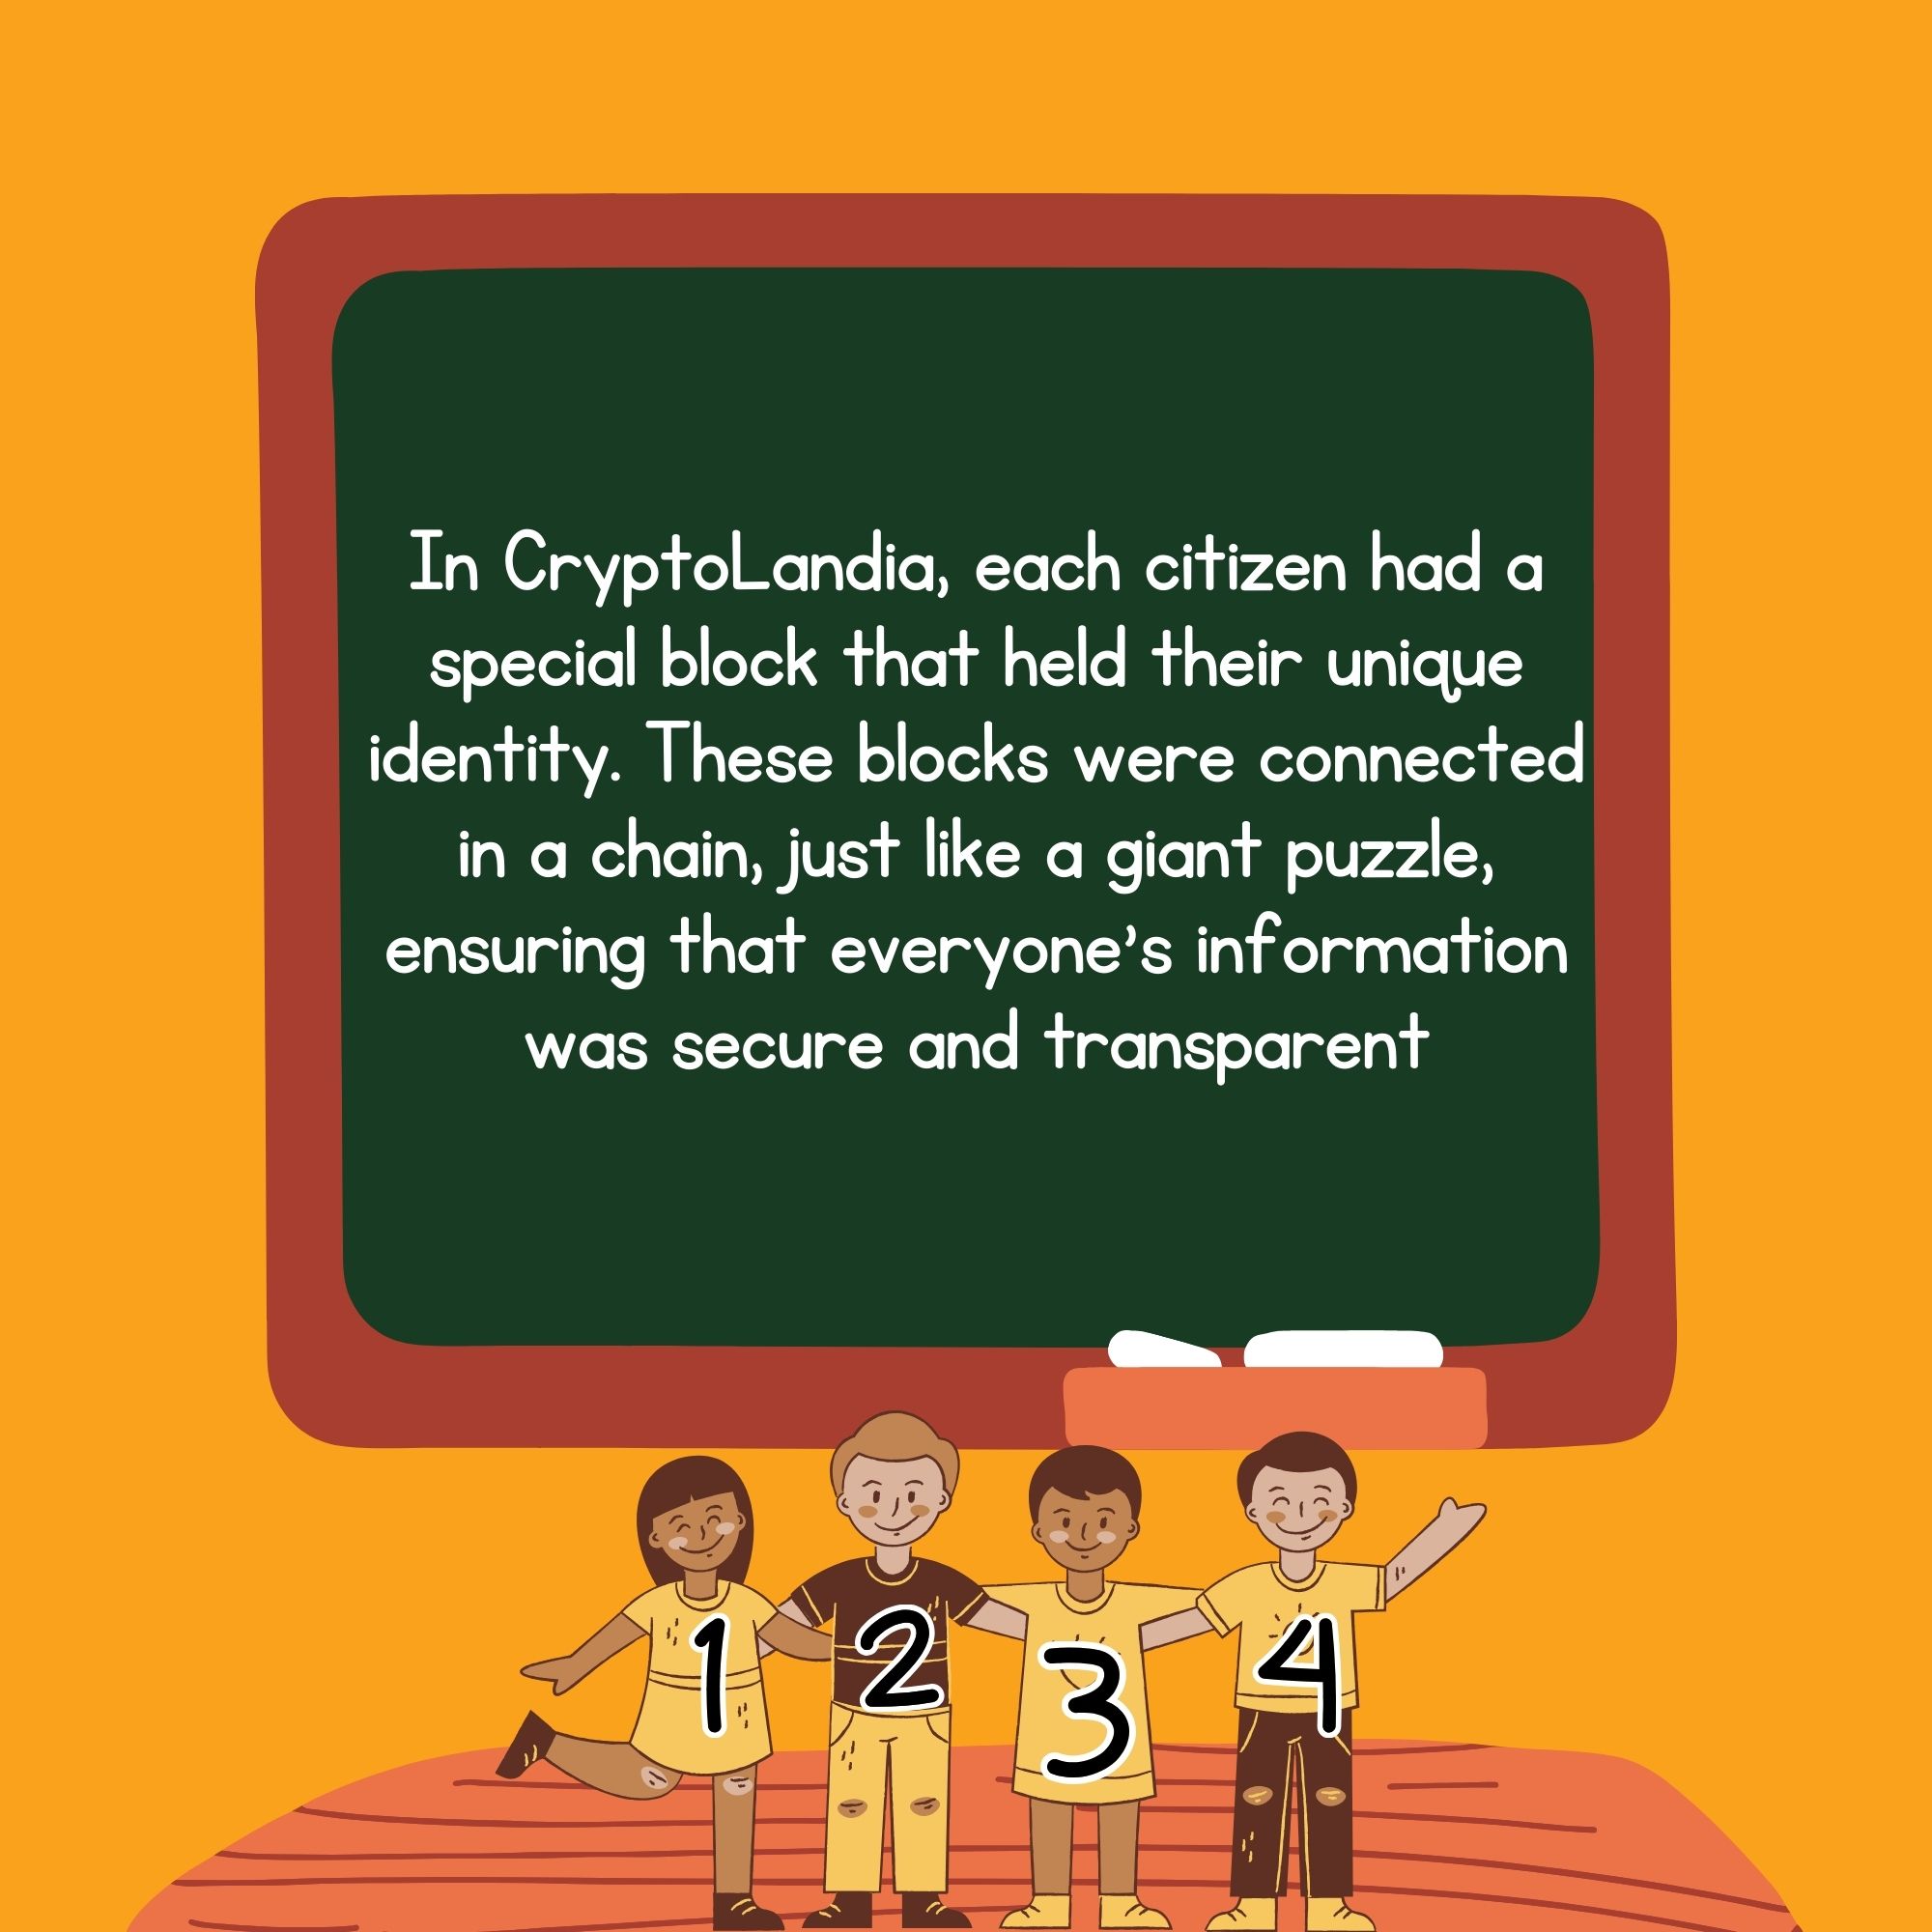 In CryptoLandia, each citizen had a
special block that held their unique
identity. These blocks were connected
in a chain, just like a giant puzzle,
ensuring that everyone's information
was secure and transparent
1 2 3 4